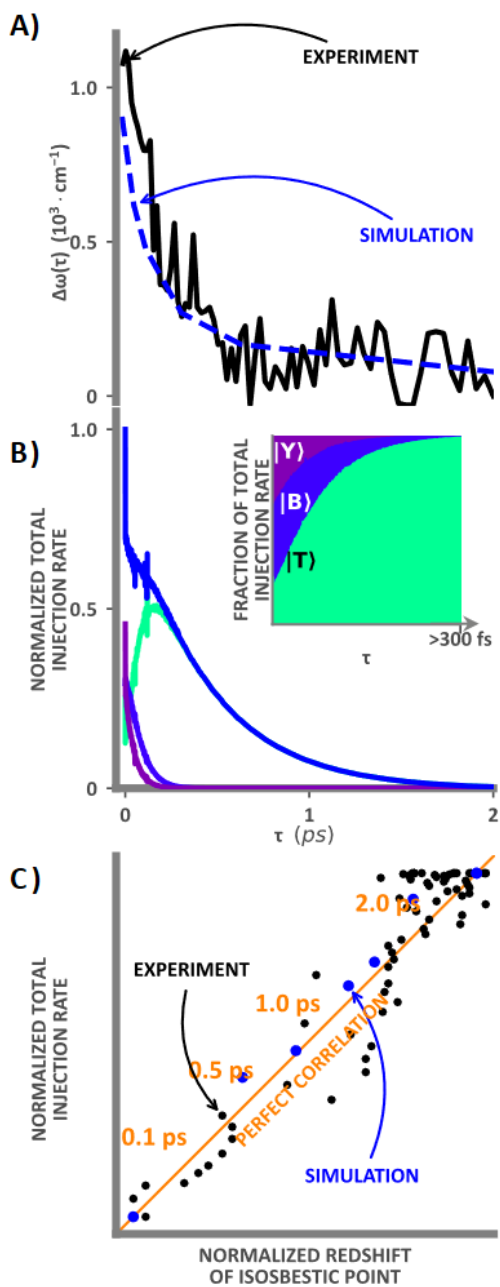 A)
EXPERIMENT
SIMULATION
Δω(τ) (10³ · cm⁻¹)
1.0
0.5
0
B)
NORMALIZED TOTAL
INJECTION RATE
1.0
0.5
0
0
1
2
τ (ps)
FRACTION OF TOTAL
INJECTION RATE
|Y⟩
|B⟩
|T⟩
>300 fs
τ
C)
NORMALIZED TOTAL
INJECTION RATE
2.0 ps
EXPERIMENT
1.0 ps
0.5 ps
PERFECT CORRELATION
0.1 ps
SIMULATION
NORMALIZED REDSHIFT
OF ISOSBESTIC POINT